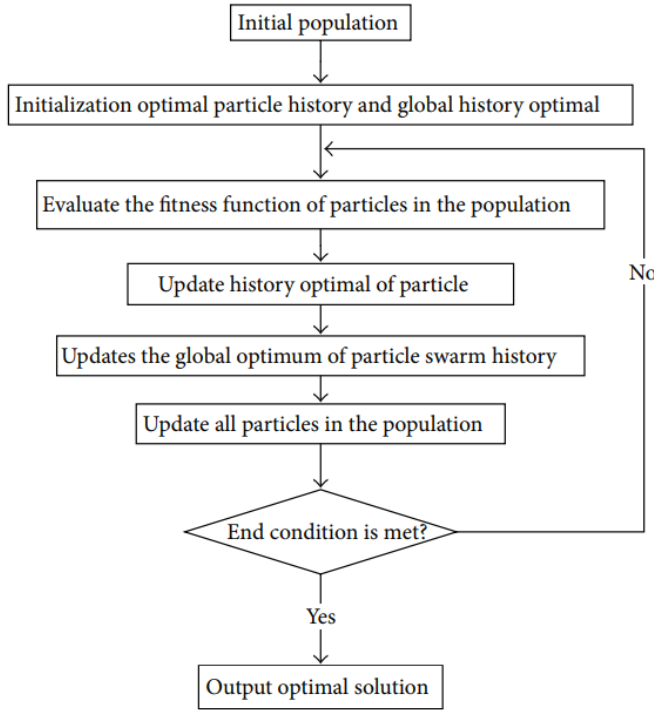 Initial population
Initialization optimal particle history and global history optimal
Evaluate the fitness function of particles in the population
No
Update history optimal of particle
Updates the global optimum of particle swarm history
Update all particles in the population
End condition is met?
Yes
Output optimal solution